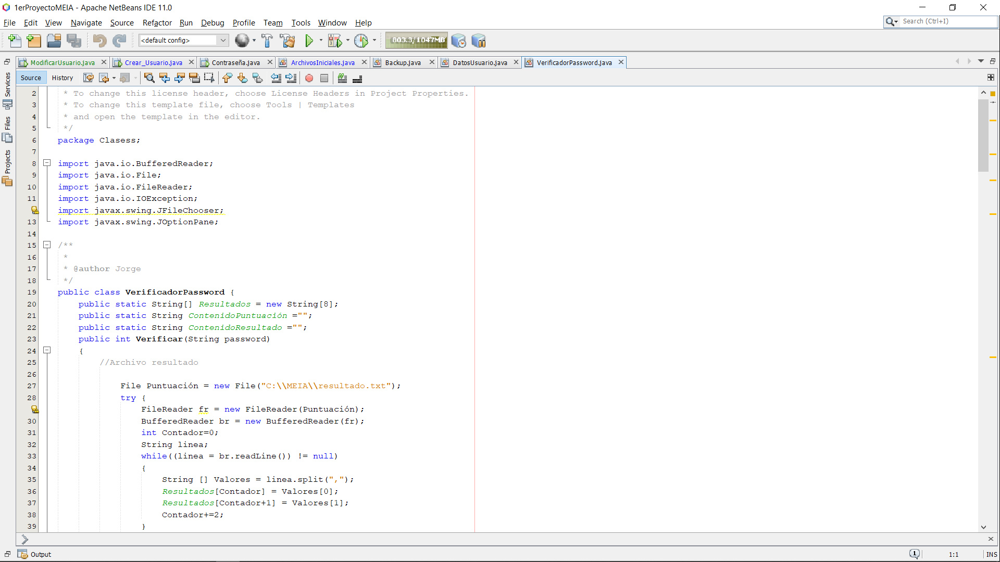 1erProyectoMEIA - Apache NetBeans IDE 11.0
File Edit View Navigate Source Refactor Run Debug Profile Team Tools Window Help
Search (Ctrl+I)
<default config>
803.3/1047MB
ModificarUsuario.java Crear_Usuario.java Contraseña.java ArchivosIniciales.java Backup.java DatosUsuario.java VerificadorPassword.java
Source History
Services
Files
Projects
2 * To change this license header, choose License Headers in Project Properties.
3 * To change this template file, choose Tools | Templates
4 * and open the template in the editor.
5 */
6 package Clasess;
7
8 import java.io.BufferedReader;
9 import java.io.File;
10 import java.io.FileReader;
11 import java.io.IOException;
import javax.swing.JFileChooser;
13 import javax.swing.JOptionPane;
14
15 /**
16 *
17 * @author Jorge
18 */
19 public class VerificadorPassword {
20 public static String[] Resultados = new String[8];
21 public static String ContenidoPuntuación ="";
22 public static String ContenidoResultado ="";
23 public int Verificar(String password)
24 {
25 //Archivo resultado
26
27 File Puntuación = new File("C:\\MEIA\\resultado.txt");
28 try {
FileReader fr = new FileReader(Puntuación);
30 BufferedReader br = new BufferedReader(fr);
31 int Contador=0;
32 String linea;
33 while((linea = br.readLine()) != null)
34 {
35 String [] Valores = linea.split(",");
36 Resultados[Contador] = Valores[0];
37 Resultados[Contador+1] = Valores[1];
38 Contador+=2;
39 }
Output
1
1:1
INS